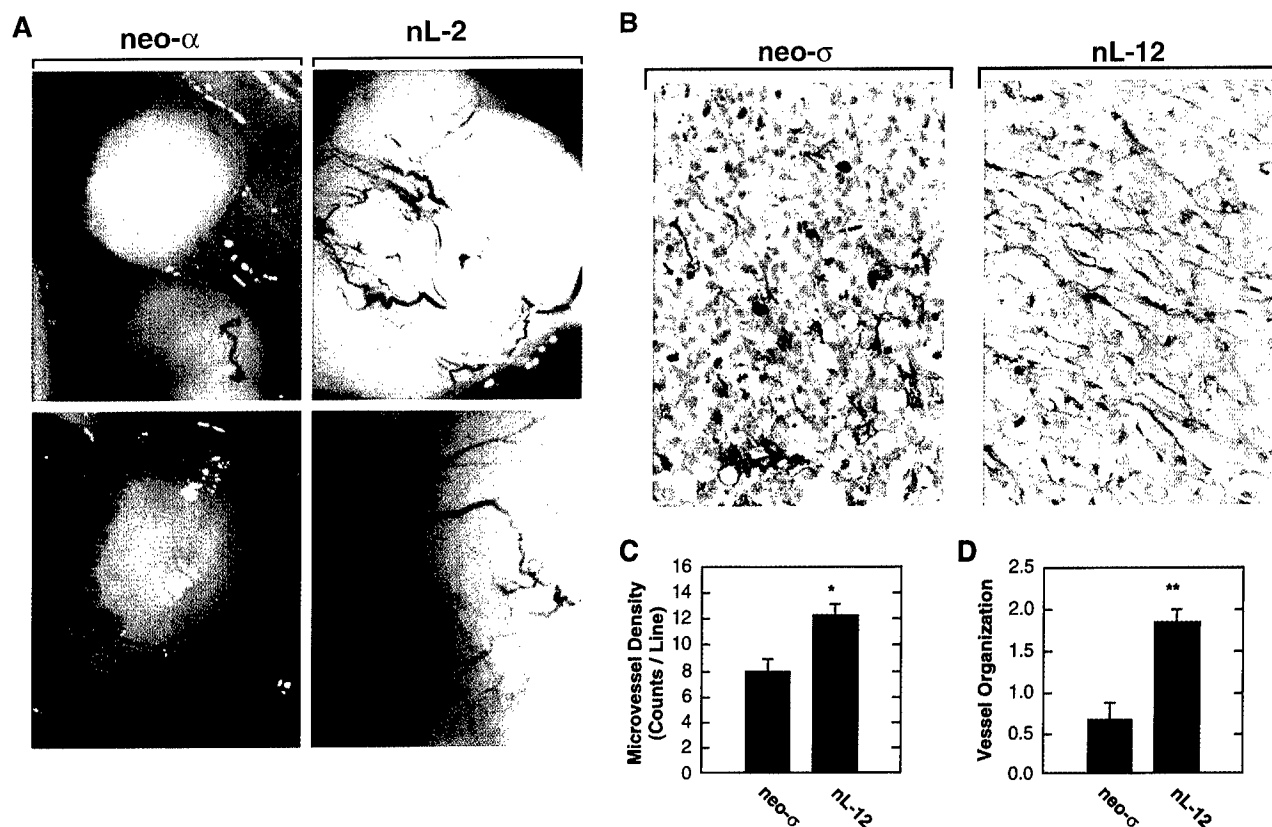 A
neo-α
nL-2
B
neo-σ
nL-12
C
Microvessel Density
(Counts / Line)
16
14
12
10
8
6
4
2
0
*
neo-σ
nL-12
D
Vessel Organization
2.5
2.0
1.5
1.0
0.5
0.0
**
neo-σ
nL-12